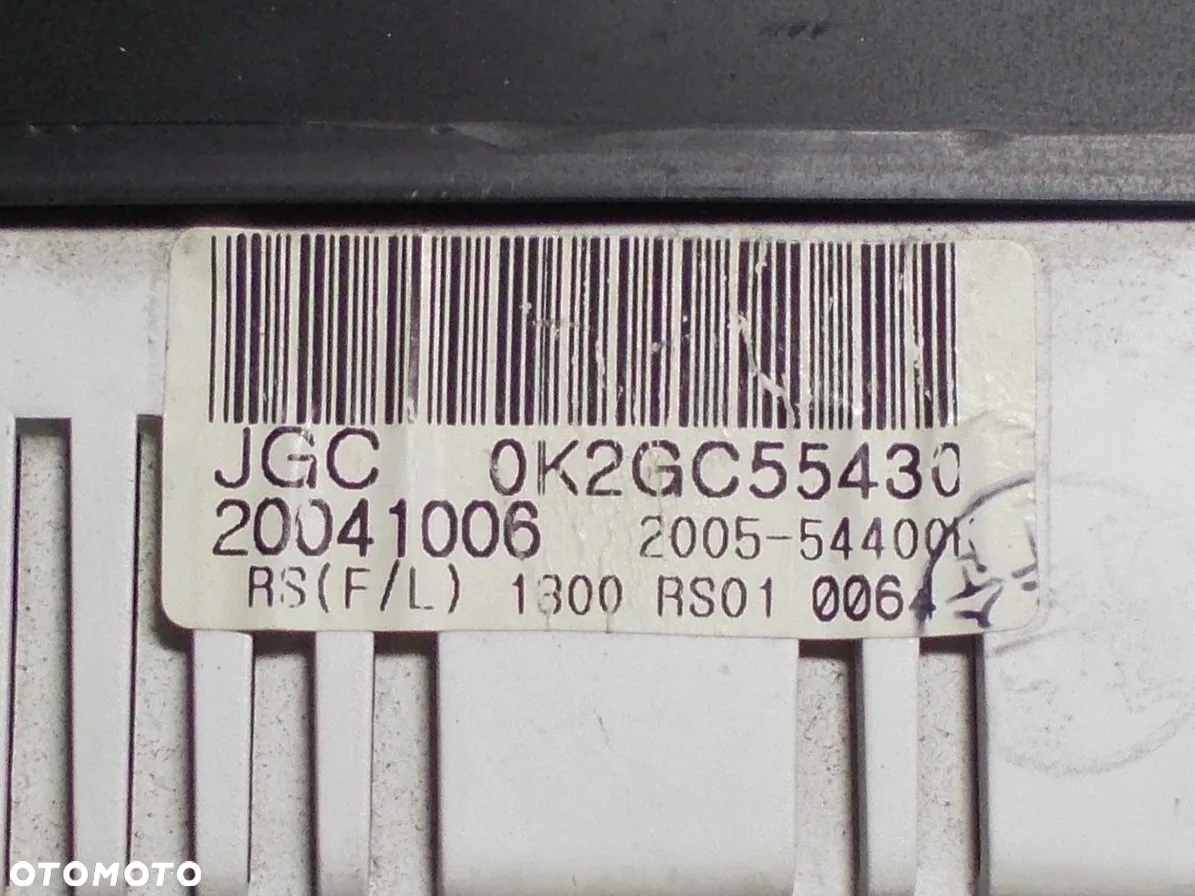 JGC 0K2GC55430
20041006 2005-54400
RS(F/L) 1300 RS01 0064
OTOMOTO